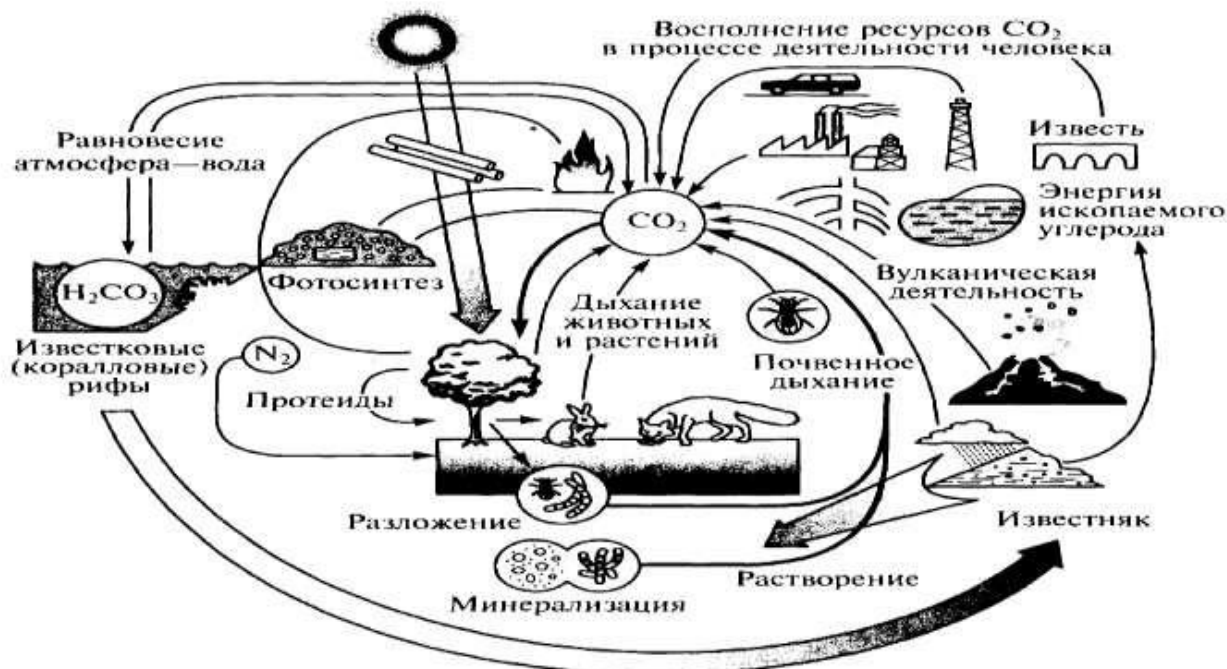 Восполнение ресурсов CO₂
в процессе деятельности человека
Равновесие
атмосфера—вода
Известь
CO₂
Энергия
ископаемого
углерода
H₂CO₃
Фотосинтез
Вулканическая
деятельность
Дыхание
животных
и растений
Известковые
(коралловые)
рифы
N₂
Почвенное
дыхание
Протеиды
Разложение
Известняк
Растворение
Минерализация